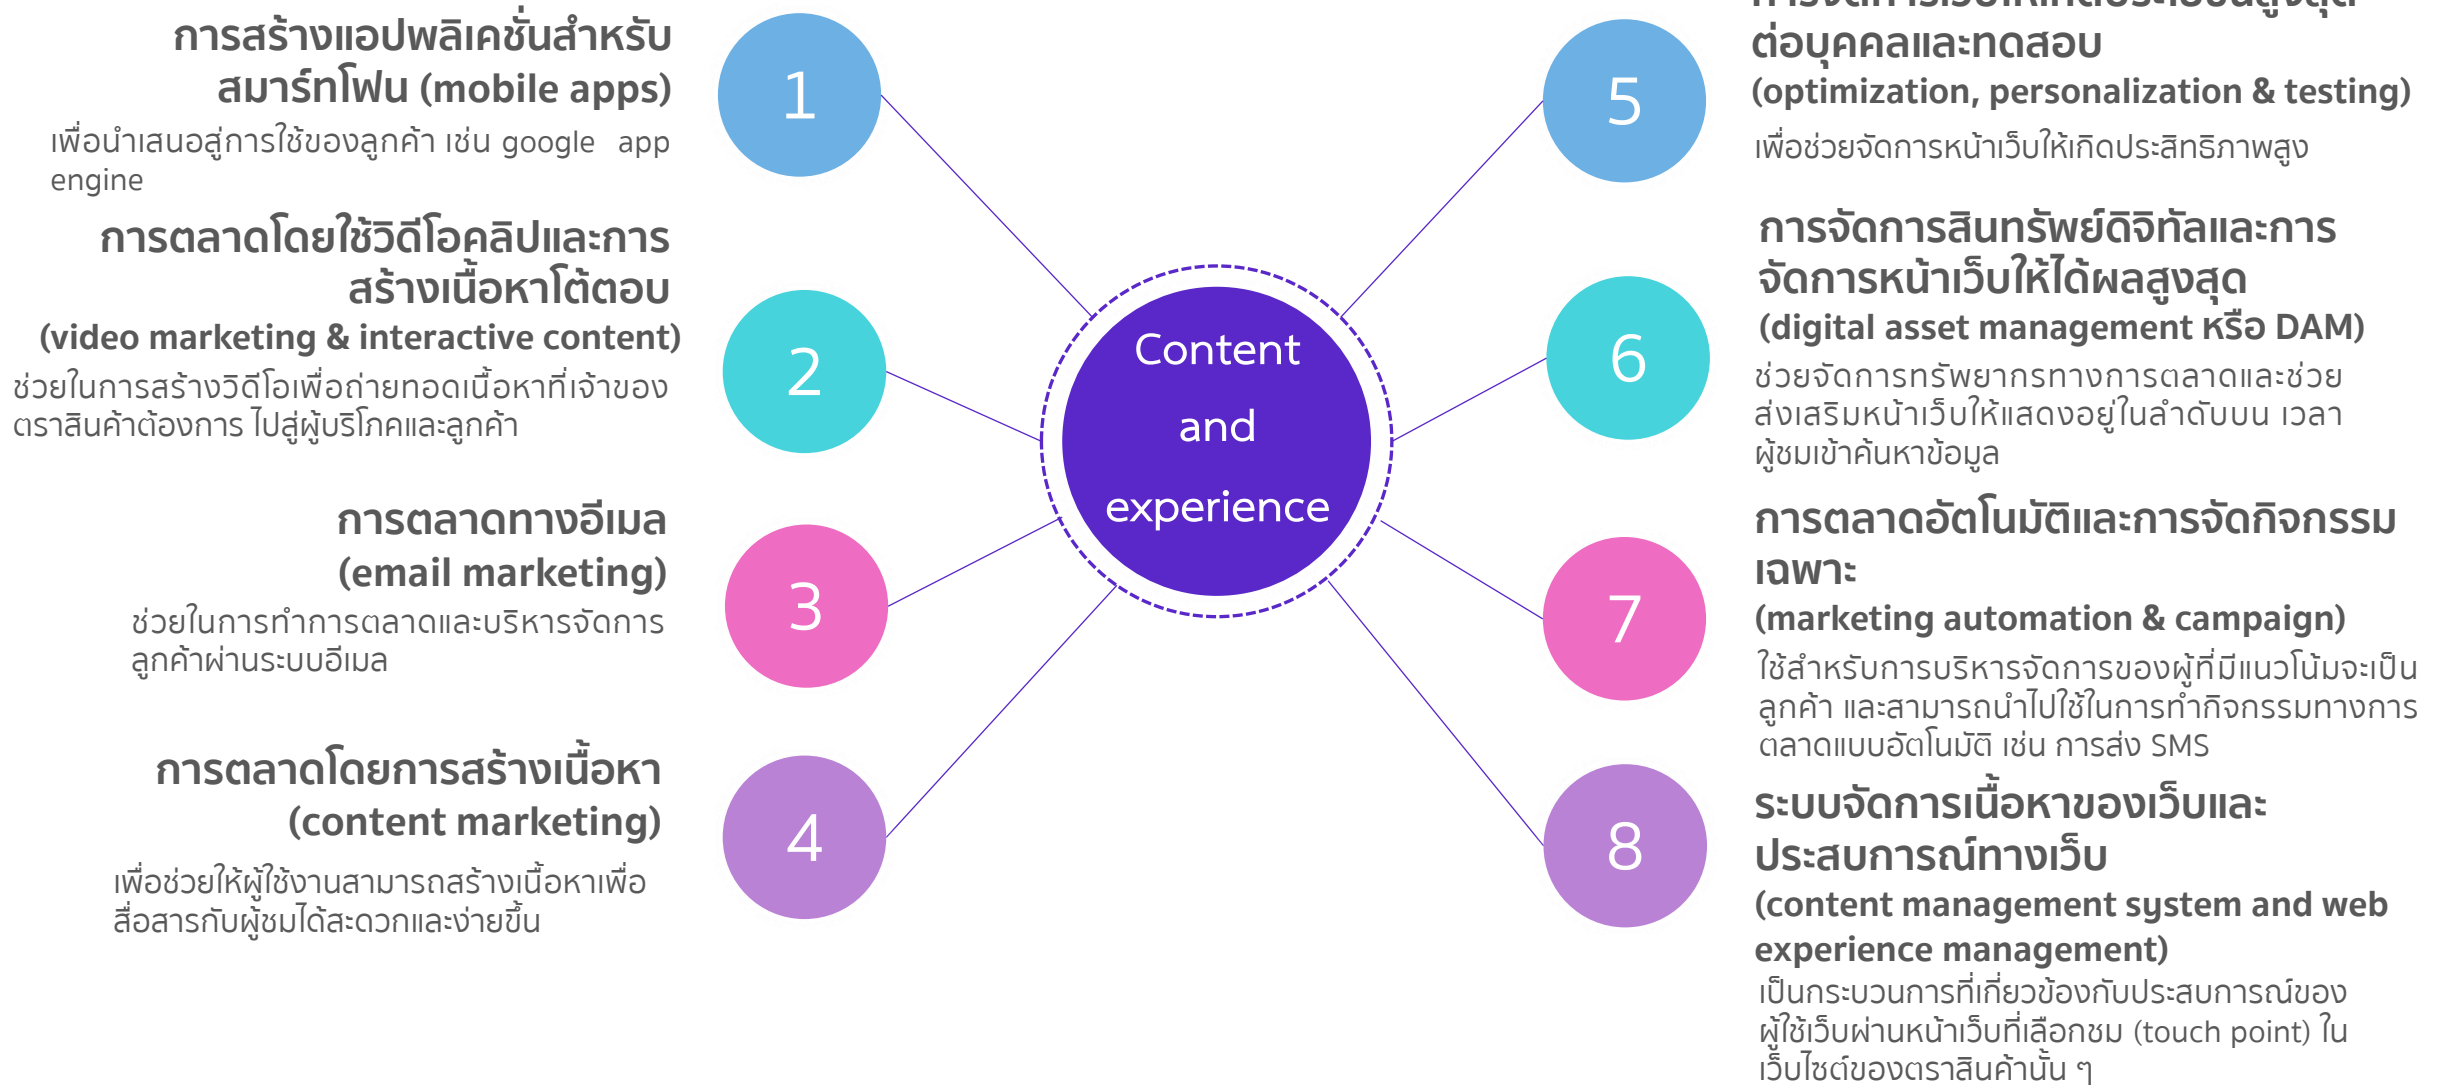 การสร้างแอปพลิเคชั่นสำหรับ
สมาร์ทโฟน (mobile apps)
เพื่อนำเสนอสู่การใช้ของลูกค้า เช่น google app
engine
1
การตลาดโดยใช้วิดีโอคลิปและการ
สร้างเนื้อหาโต้ตอบ
(video marketing & interactive content)
ช่วยในการสร้างวิดีโอเพื่อถ่ายทอดเนื้อหาที่เจ้าของ
ตราสินค้าต้องการ ไปสู่ผู้บริโภคและลูกค้า
2
การตลาดทางอีเมล
(email marketing)
ช่วยในการทำการตลาดและบริหารจัดการ
ลูกค้าผ่านระบบอีเมล
3
การตลาดโดยการสร้างเนื้อหา
(content marketing)
เพื่อช่วยให้ผู้ใช้งานสามารถสร้างเนื้อหาเพื่อ
สื่อสารกับผู้ชมได้สะดวกและง่ายขึ้น
4
Content
and
experience
5
การจัดการเว็บให้เกิดประโยชน์สูงสุด
ต่อบุคคลและทดสอบ
(optimization, personalization & testing)
เพื่อช่วยจัดการหน้าเว็บให้เกิดประสิทธิภาพสูง
6
การจัดการสินทรัพย์ดิจิทัลและการ
จัดการหน้าเว็บให้ได้ผลสูงสุด
(digital asset management หรือ DAM)
ช่วยจัดการทรัพยากรทางการตลาดและช่วย
ส่งเสริมหน้าเว็บให้แสดงอยู่ในลำดับบน เวลา
ผู้ชมเข้าค้นหาข้อมูล
7
การตลาดอัตโนมัติและการจัดกิจกรรม
เฉพาะ
(marketing automation & campaign)
ใช้สำหรับการบริหารจัดการของผู้ที่มีแนวโน้มจะเป็น
ลูกค้า และสามารถนำไปใช้ในการทำกิจกรรมทางการ
ตลาดแบบอัตโนมัติ เช่น การส่ง SMS
8
ระบบจัดการเนื้อหาของเว็บและ
ประสบการณ์ทางเว็บ
(content management system and web
experience management)
เป็นกระบวนการที่เกี่ยวข้องกับประสบการณ์ของ
ผู้ใช้เว็บผ่านหน้าเว็บที่เลือกชม (touch point) ใน
เว็บไซต์ของตราสินค้านั้น ๆ